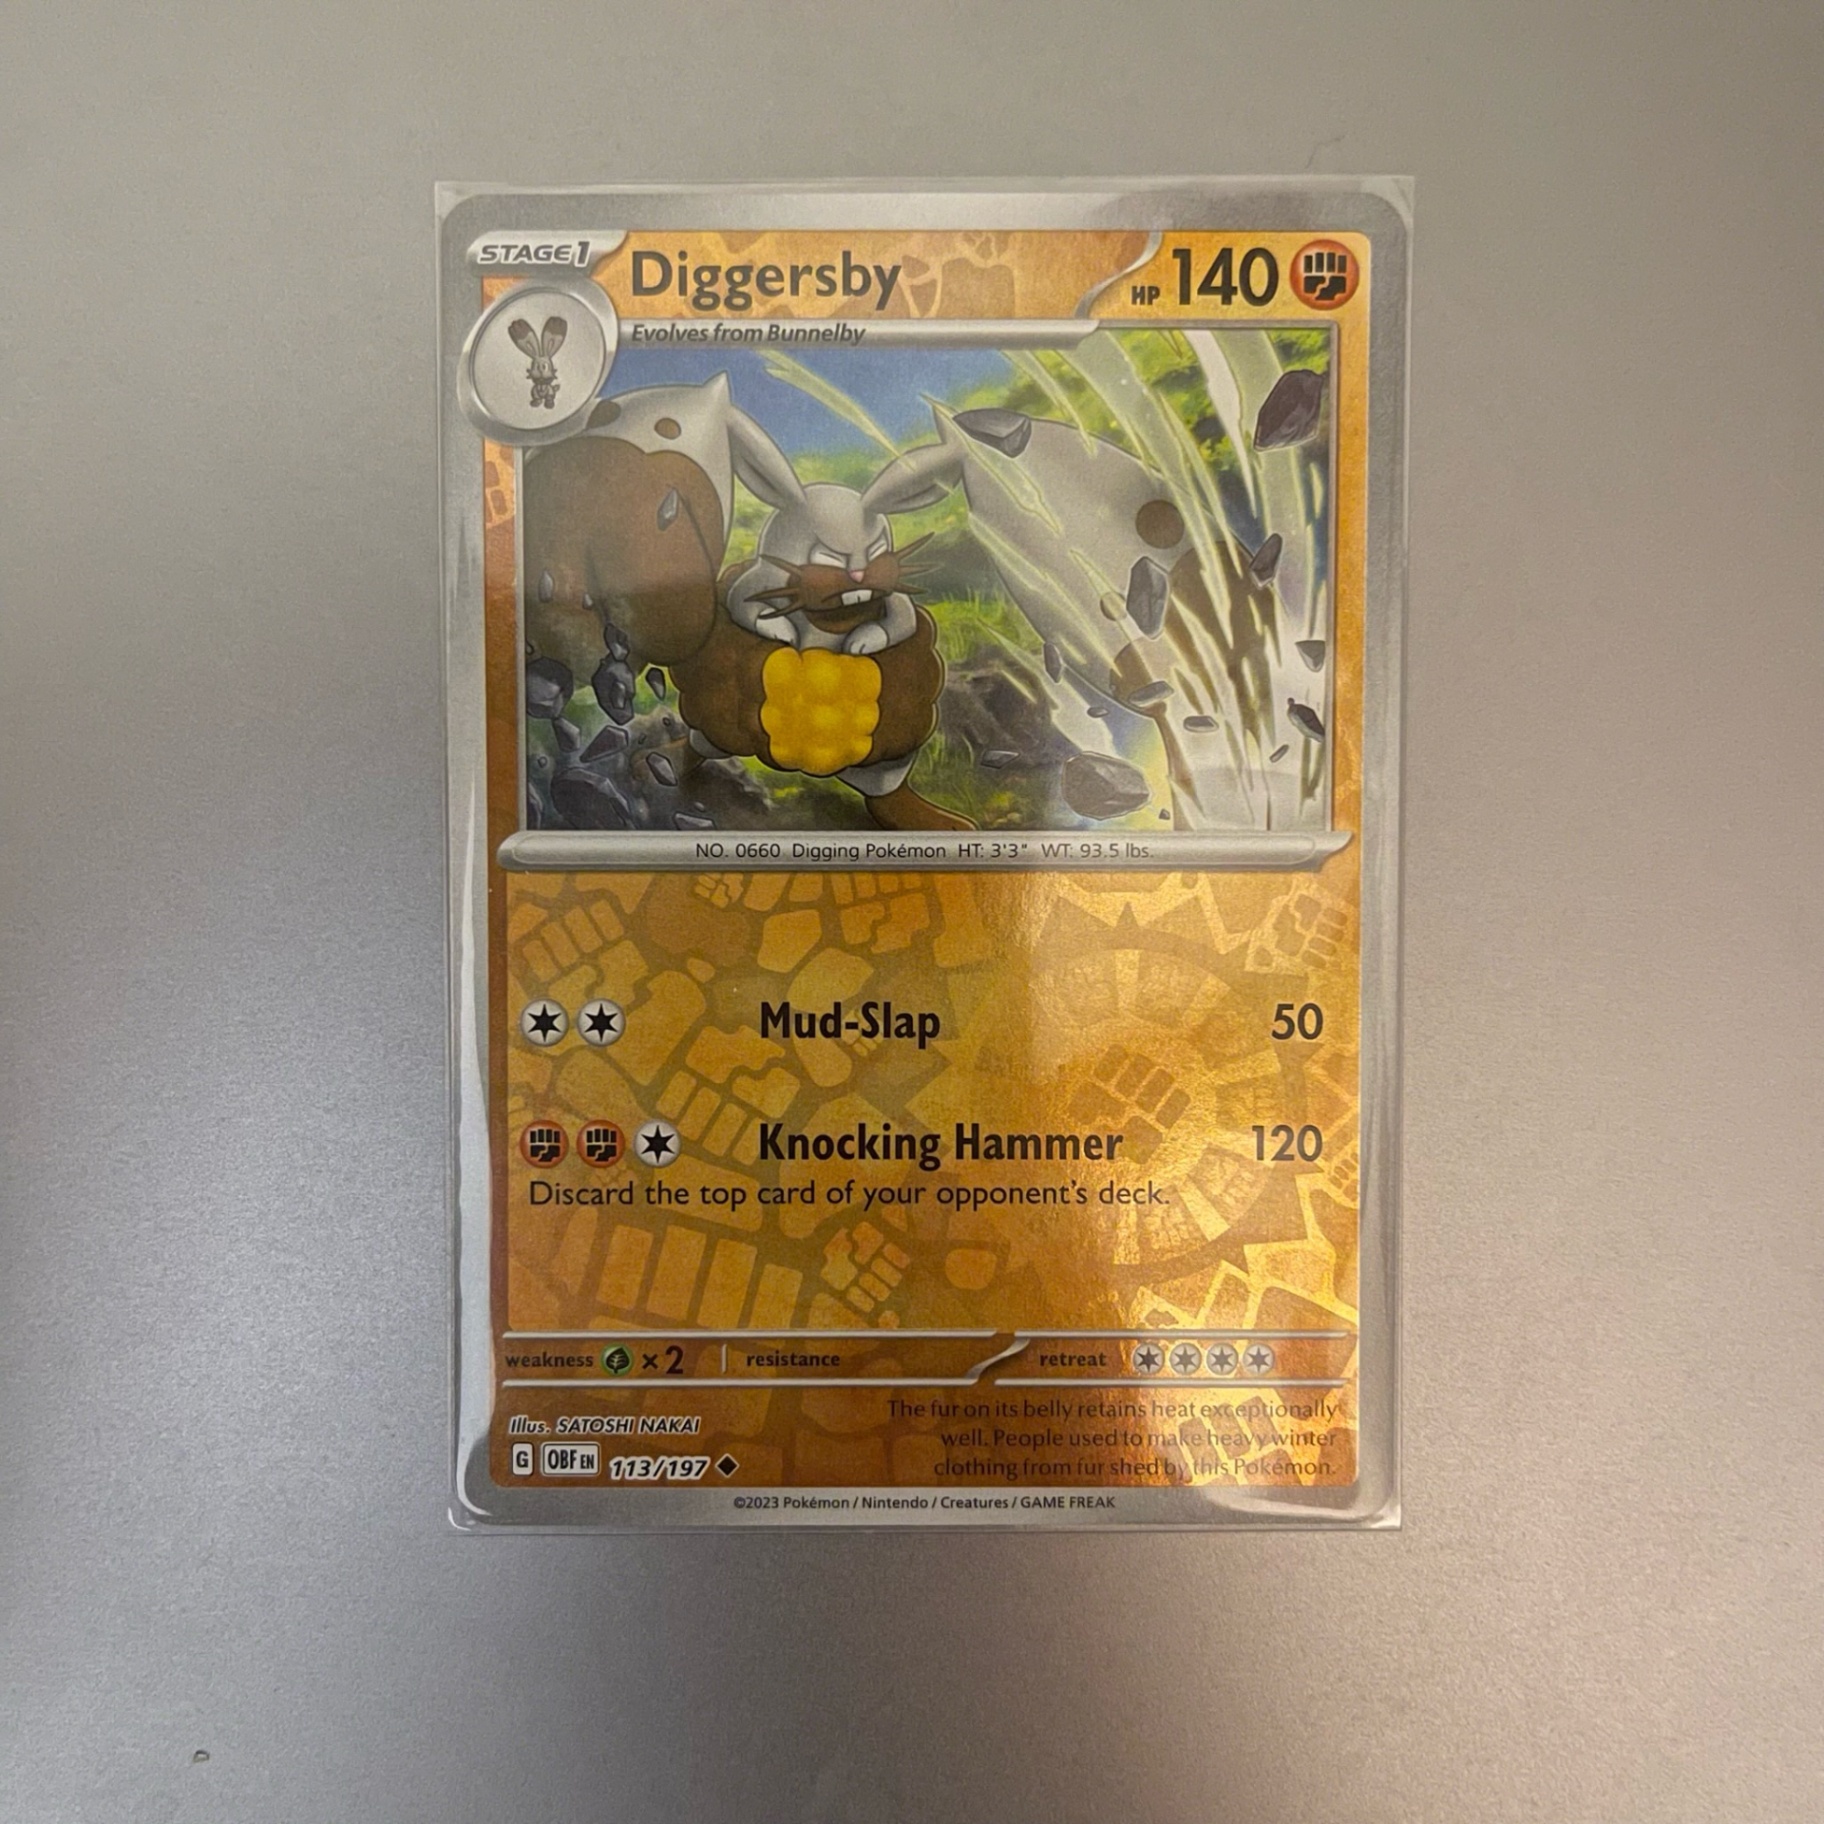 STAGE1 Diggersby HP 140
Evolves from Bunnelby
NO. 0660 Digging Pokémon HT: 3'3" WT: 93.5 lbs.
Mud-Slap 50
Knocking Hammer 120
Discard the top card of your opponent's deck.
weakness ×2 resistance retreat
Illus. SATOSHI NAKAI
G OBF EN 113/197
The fur on its belly retains heat exceptionally
well. People used to make heavy winter
clothing from fur shed by this Pokémon.
©2023 Pokémon / Nintendo / Creatures / GAME FREAK